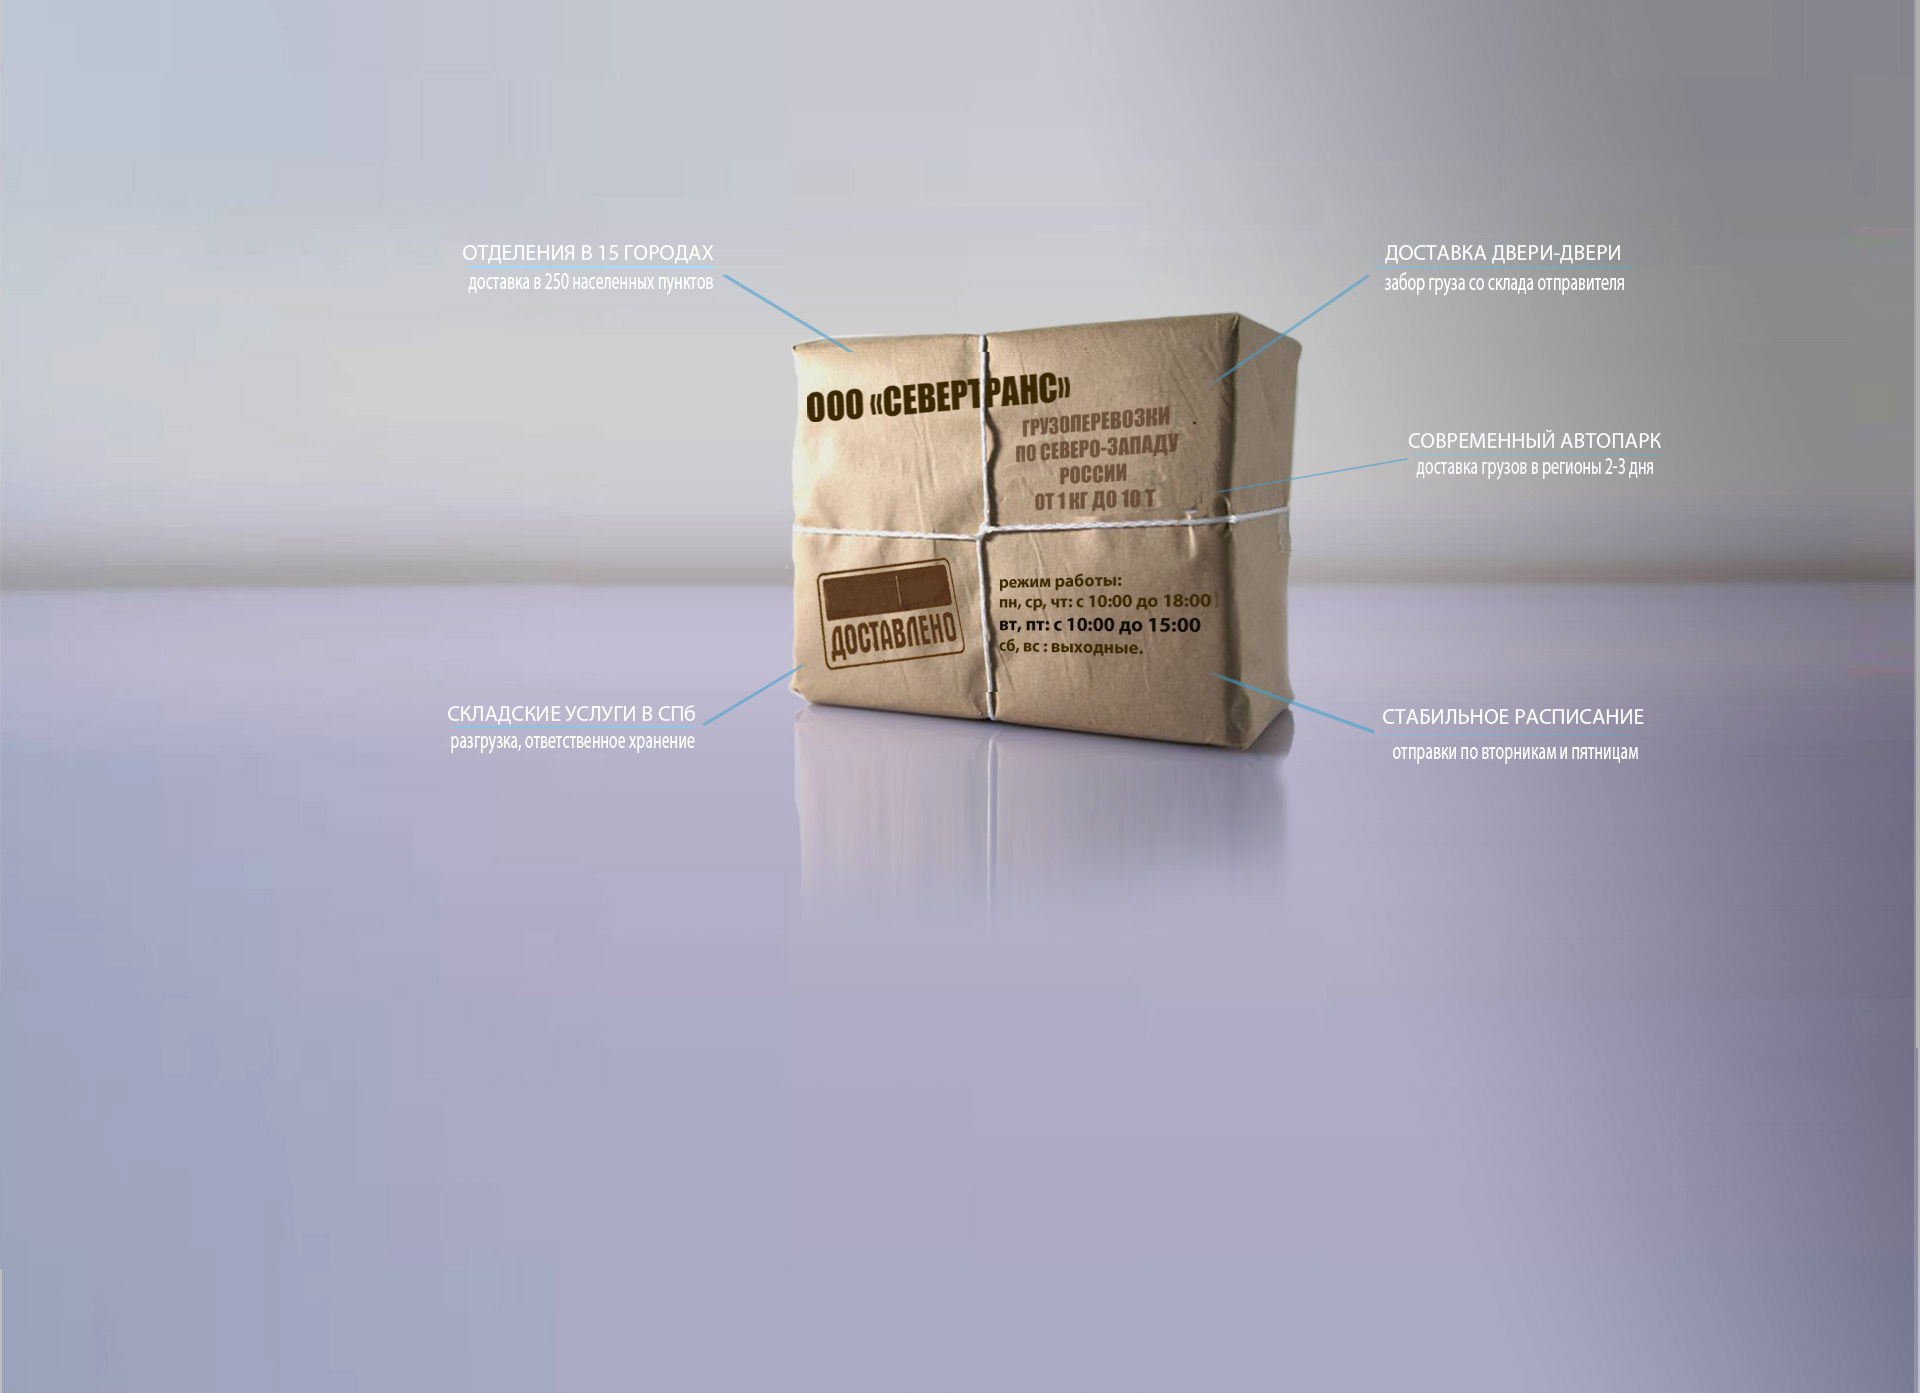 ОТДЕЛЕНИЯ В 15 ГОРОДАХ
доставка в 250 населенных пунктов
ДОСТАВКА ДВЕРИ-ДВЕРИ
забор груза со склада отправителя
ООО «СЕВЕРТРАНС»
ГРУЗОПЕРЕВОЗКИ
ПО СЕВЕРО-ЗАПАДУ
РОССИИ
ОТ 1 КГ ДО 10 Т
СОВРЕМЕННЫЙ АВТОПАРК
доставка грузов в регионы 2-3 дня
ДОСТАВЛЕНО
режим работы:
пн, ср, чт: с 10:00 до 18:00
вт, пт: с 10:00 до 15:00
сб, вс : выходные.
СКЛАДСКИЕ УСЛУГИ В СПб
разгрузка, ответственное хранение
СТАБИЛЬНОЕ РАСПИСАНИЕ
отправки по вторникам и пятницам